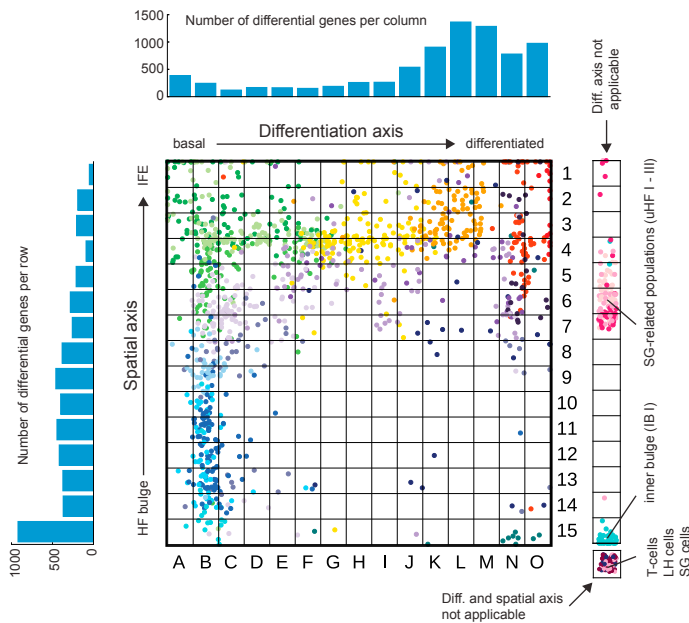 Number of differential genes per column
1500
1000
500
0
Diff. axis not
applicable
Differentiation axis
basal
differentiated
IFE
Spatial axis
HF bulge
Number of differential genes per row
1000
500
0
1
2
3
4
5
6
7
8
9
10
11
12
13
14
15
A B C D E F G H I J K L M N O
SG-related populations (uHF I - III)
inner bulge (IB I)
T-cells
LH cells
SG cells
Diff. and spatial axis
not applicable